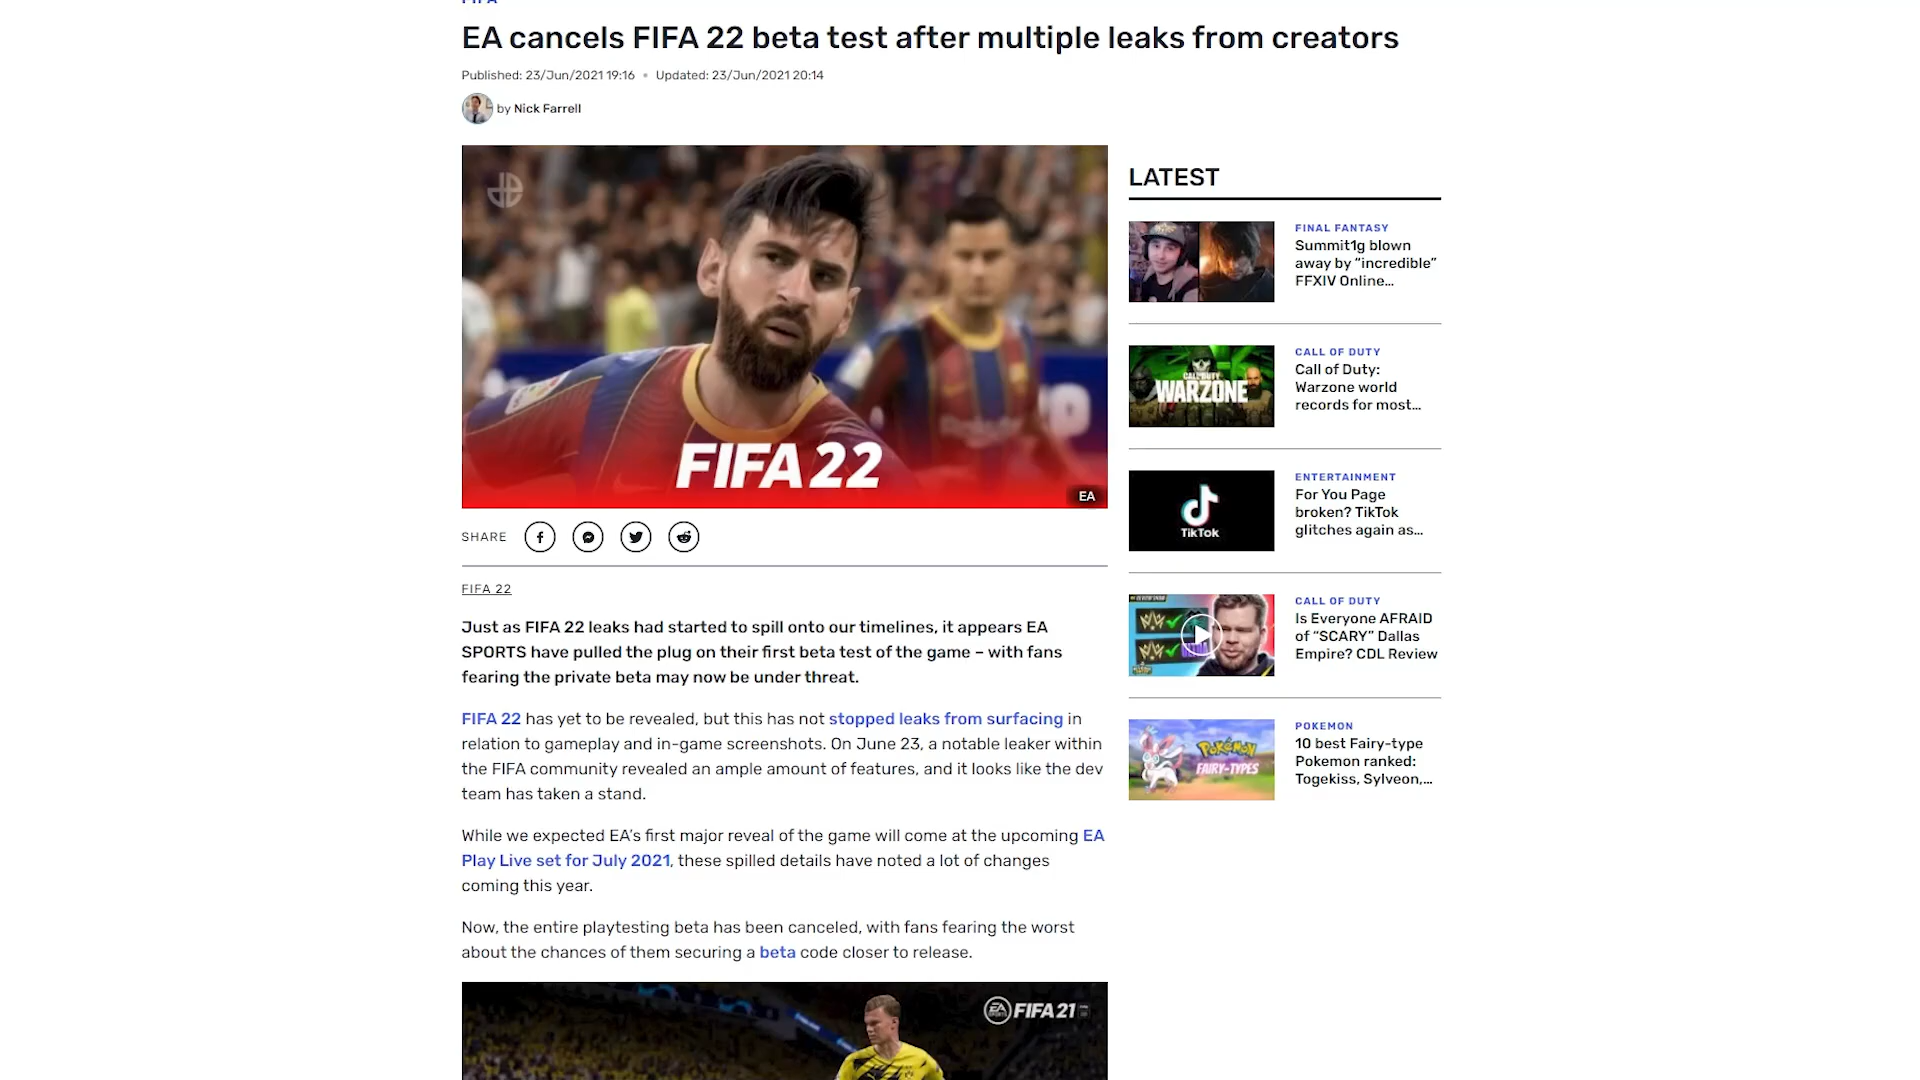 FIFA
EA cancels FIFA 22 beta test after multiple leaks from creators
Published: 23/Jun/2021 19:16 • Updated: 23/Jun/2021 20:14
by Nick Farrell
FIFA 22
EA
SHARE
FIFA 22
Just as FIFA 22 leaks had started to spill onto our timelines, it appears EA
SPORTS have pulled the plug on their first beta test of the game – with fans
fearing the private beta may now be under threat.
FIFA 22 has yet to be revealed, but this has not stopped leaks from surfacing in
relation to gameplay and in-game screenshots. On June 23, a notable leaker within
the FIFA community revealed an ample amount of features, and it looks like the dev
team has taken a stand.
While we expected EA’s first major reveal of the game will come at the upcoming EA
Play Live set for July 2021, these spilled details have noted a lot of changes
coming this year.
Now, the entire playtesting beta has been canceled, with fans fearing the worst
about the chances of them securing a beta code closer to release.
EA SPORTS FIFA 21
LATEST
FINAL FANTASY
Summit1g blown
away by “incredible”
FFXIV Online...
CALL OF DUTY
WARZONE
CALL OF DUTY
Call of Duty:
Warzone world
records for most...
TikTok
ENTERTAINMENT
For You Page
broken? TikTok
glitches again as...
CALL OF DUTY
Is Everyone AFRAID
of “SCARY” Dallas
Empire? CDL Review
POKéMON
FAIRY-TYPES
POKEMON
10 best Fairy-type
Pokemon ranked:
Togekiss, Sylveon,...